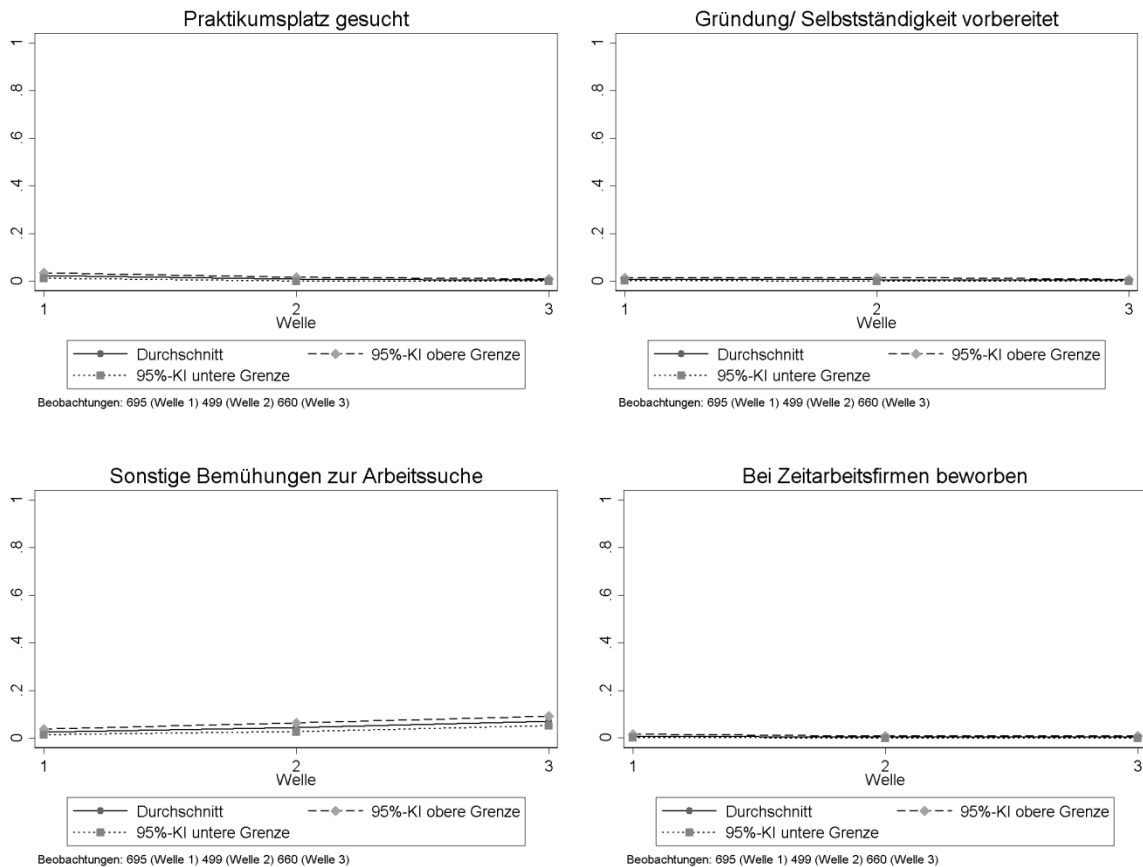 Praktikumsplatz gesucht
1
.8
.6
.4
.2
0
1 2 3
Welle
Durchschnitt 95%-KI obere Grenze
95%-KI untere Grenze
Beobachtungen: 695 (Welle 1) 499 (Welle 2) 660 (Welle 3)
Gründung/ Selbstständigkeit vorbereitet
1
.8
.6
.4
.2
0
1 2 3
Welle
Durchschnitt 95%-KI obere Grenze
95%-KI untere Grenze
Beobachtungen: 695 (Welle 1) 499 (Welle 2) 660 (Welle 3)
Sonstige Bemühungen zur Arbeitssuche
1
.8
.6
.4
.2
0
1 2 3
Welle
Durchschnitt 95%-KI obere Grenze
95%-KI untere Grenze
Beobachtungen: 695 (Welle 1) 499 (Welle 2) 660 (Welle 3)
Bei Zeitarbeitsfirmen beworben
1
.8
.6
.4
.2
0
1 2 3
Welle
Durchschnitt 95%-KI obere Grenze
95%-KI untere Grenze
Beobachtungen: 695 (Welle 1) 499 (Welle 2) 660 (Welle 3)